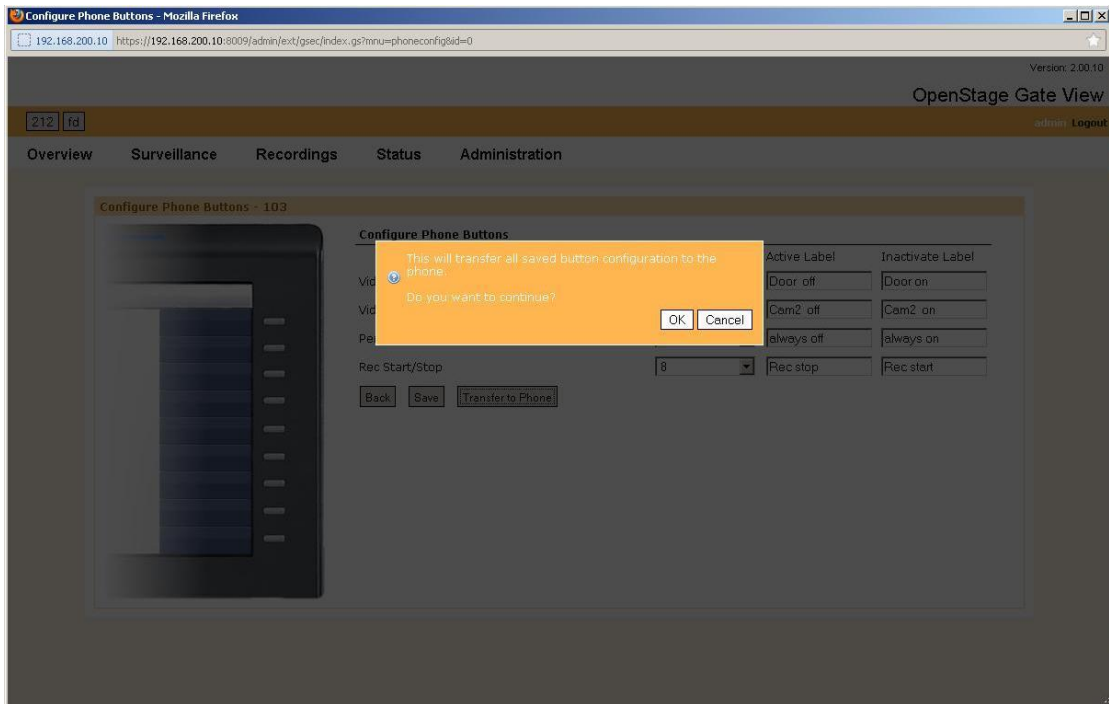 Configure Phone Buttons - Mozilla Firefox
192.168.200.10 https://192.168.200.10:8009/admin/ext/gsec/index.gs?mnu=phoneconfig&id=0
Version: 2.00.10
OpenStage Gate View
212 fd admin Logout
Overview Surveillance Recordings Status Administration
Configure Phone Buttons - 103
Configure Phone Buttons
Active Label Inactivate Label
This will transfer all saved button configuration to the
phone.
Do you want to continue?
OK Cancel
Vid Door off Door on
Vid Cam2 off Cam2 on
Pe always off always on
Rec Start/Stop 8 Rec stop Rec start
Back Save Transfer to Phone